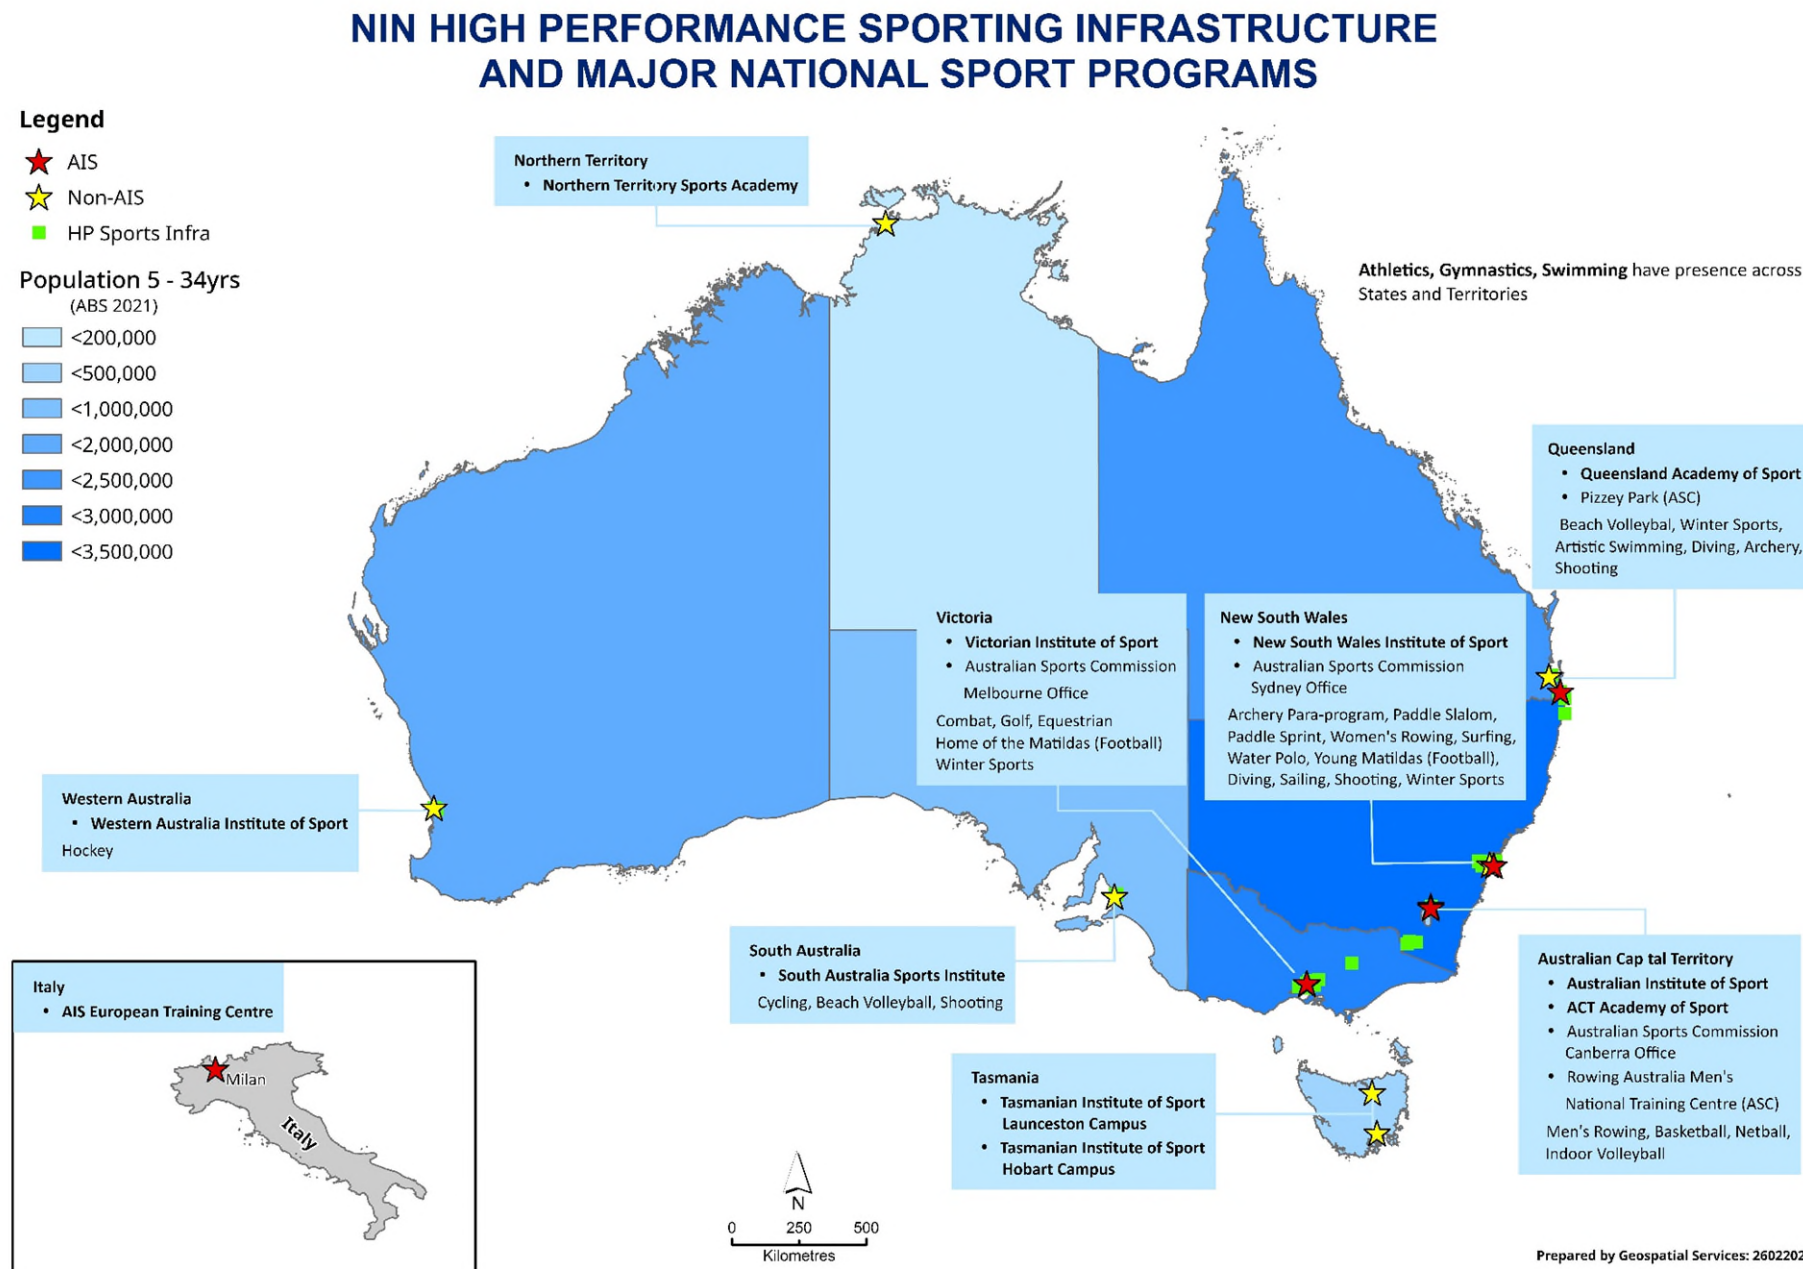 NIN HIGH PERFORMANCE SPORTING INFRASTRUCTURE
AND MAJOR NATIONAL SPORT PROGRAMS
Legend
AIS
Non-AIS
HP Sports Infra
Population 5 - 34yrs
(ABS 2021)
<200,000
<500,000
<1,000,000
<2,000,000
<2,500,000
<3,000,000
<3,500,000
Northern Territory
• Northern Territory Sports Academy
Athletics, Gymnastics, Swimming have presence across
States and Territories
Queensland
• Queensland Academy of Sport
• Pizzey Park (ASC)
Beach Volleybal, Winter Sports,
Artistic Swimming, Diving, Archery,
Shooting
Victoria
• Victorian Institute of Sport
• Australian Sports Commission
Melbourne Office
Combat, Golf, Equestrian
Home of the Matildas (Football)
Winter Sports
New South Wales
• New South Wales Institute of Sport
• Australian Sports Commission
Sydney Office
Archery Para-program, Paddle Slalom,
Paddle Sprint, Women's Rowing, Surfing,
Water Polo, Young Matildas (Football),
Diving, Sailing, Shooting, Winter Sports
Western Australia
• Western Australia Institute of Sport
Hockey
South Australia
• South Australia Sports Institute
Cycling, Beach Volleyball, Shooting
Australian Cap tal Territory
• Australian Institute of Sport
• ACT Academy of Sport
• Australian Sports Commission
Canberra Office
• Rowing Australia Men's
National Training Centre (ASC)
Men's Rowing, Basketball, Netball,
Indoor Volleyball
Tasmania
• Tasmanian Institute of Sport
Launceston Campus
• Tasmanian Institute of Sport
Hobart Campus
Italy
• AIS European Training Centre
Milan
Italy
N
0 250 500
Kilometres
Prepared by Geospatial Services: 2602202